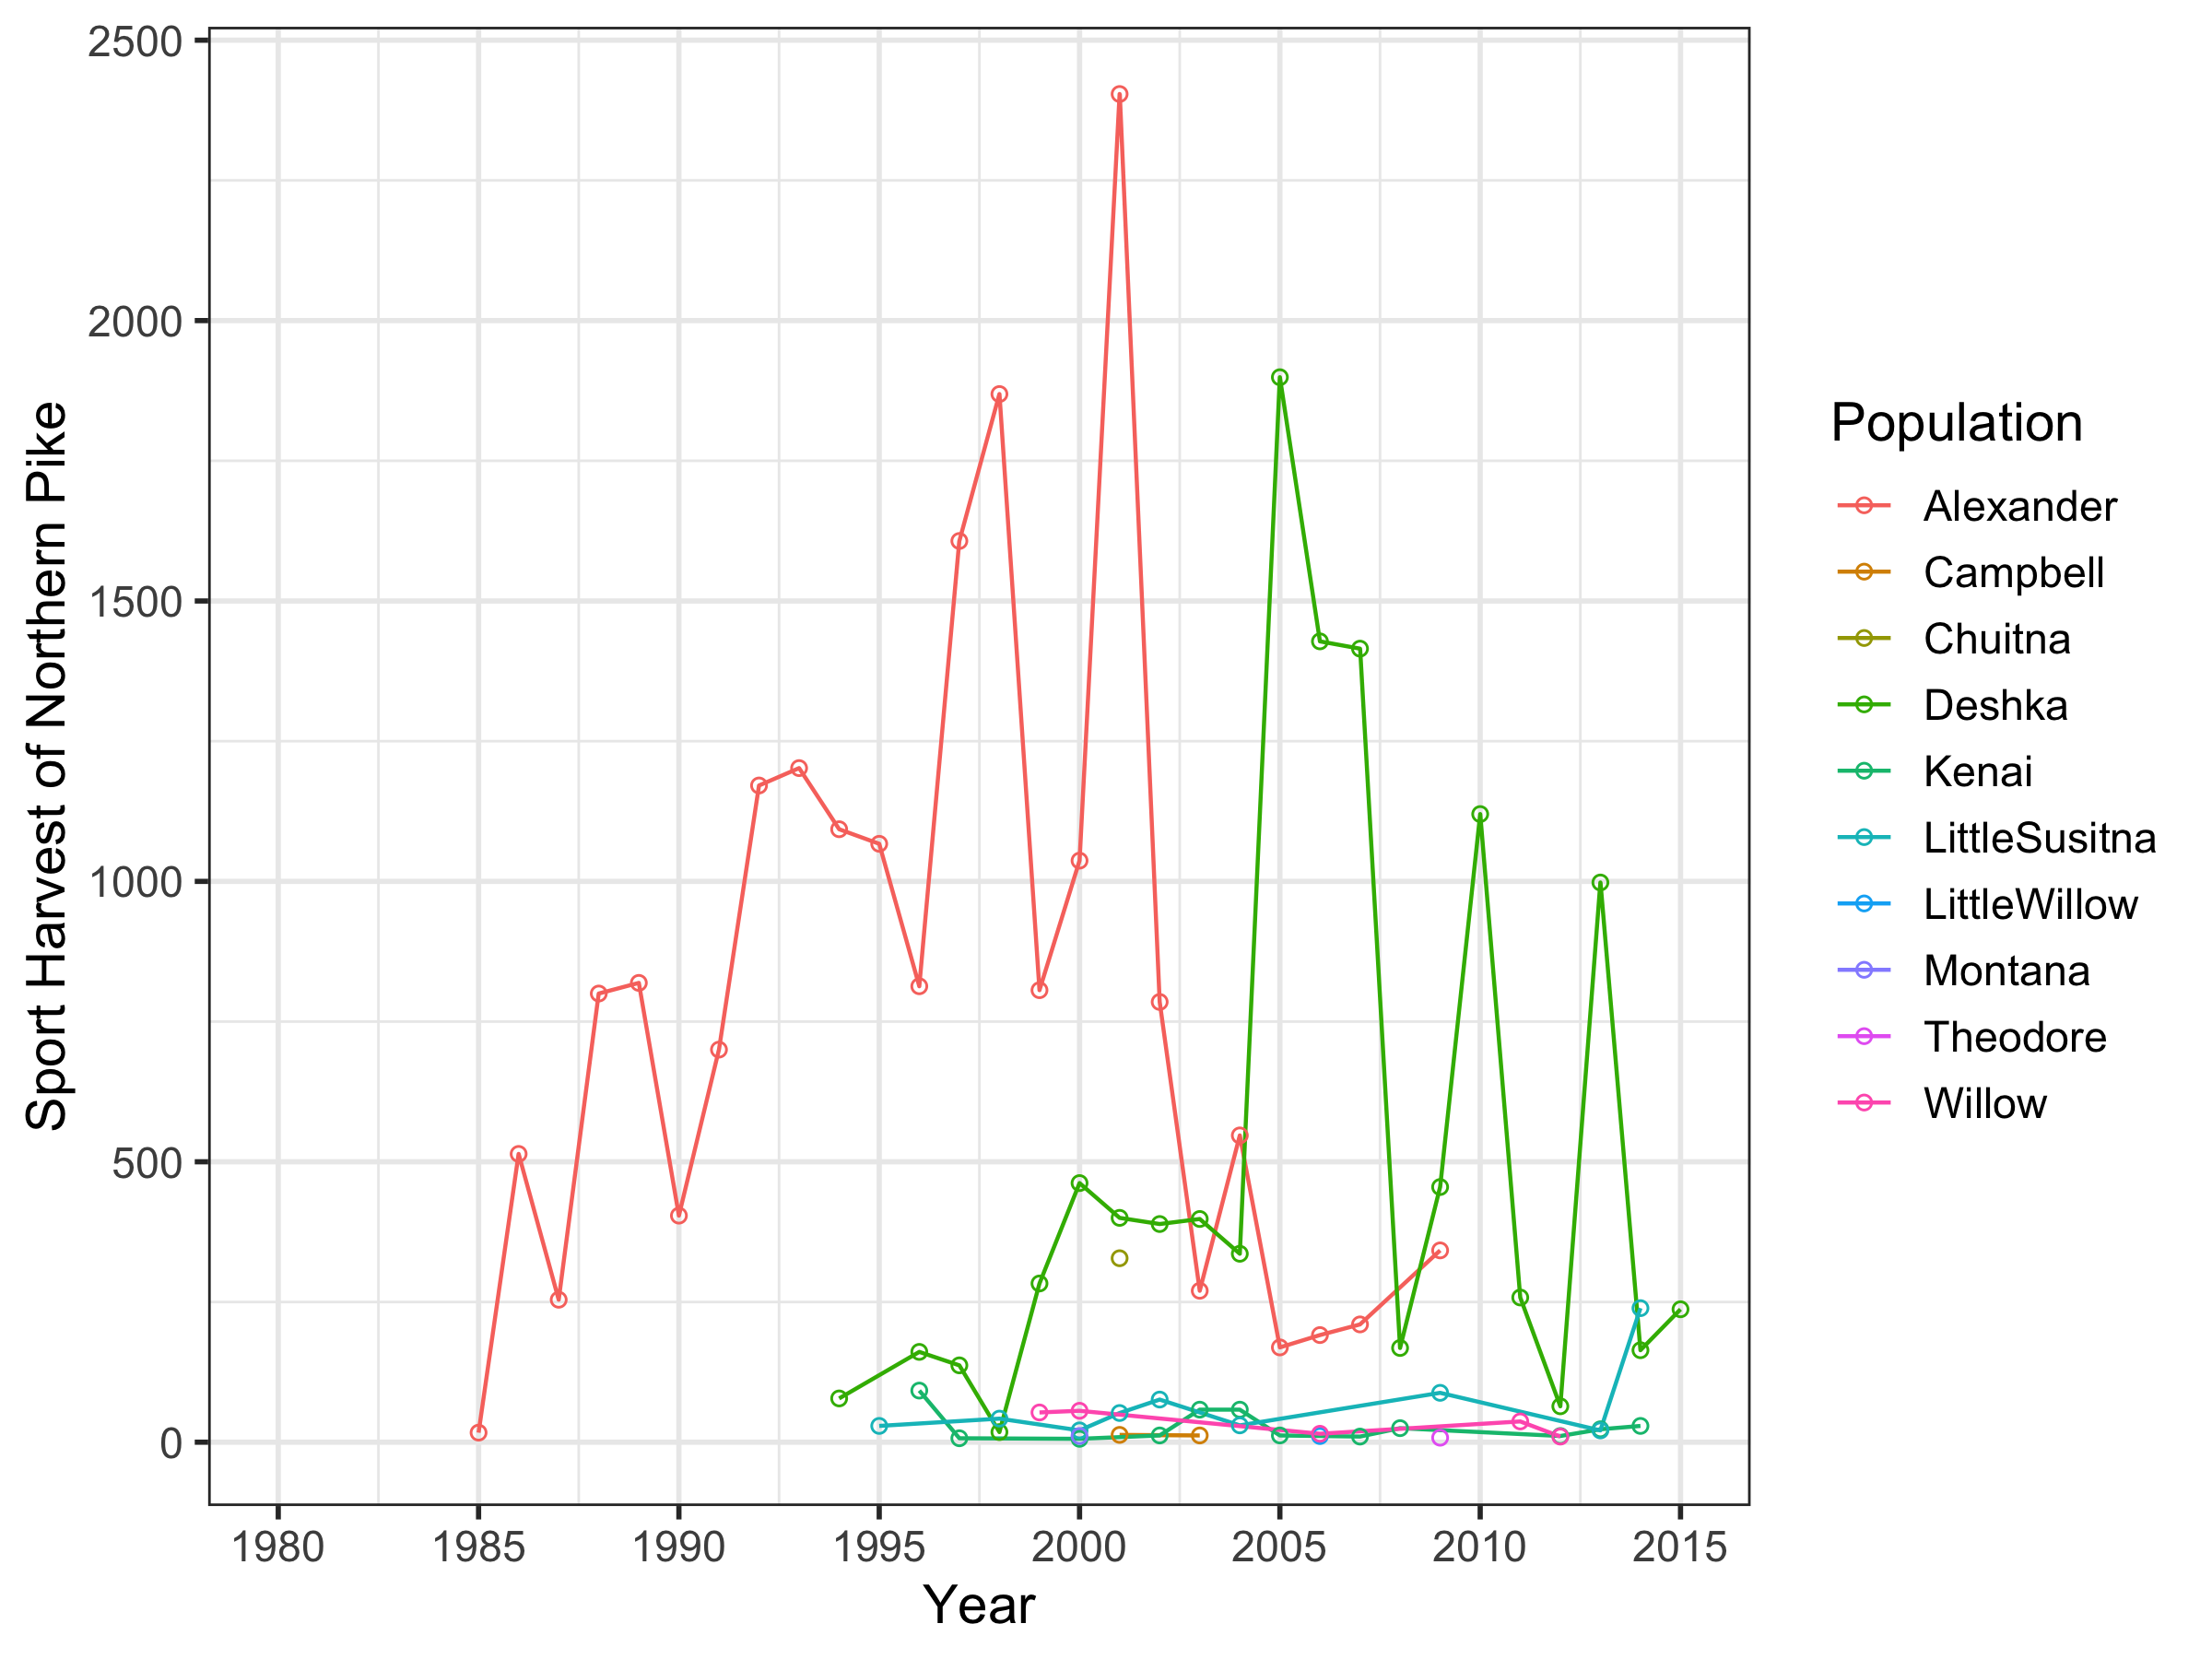 2500
2000
1500
1000
500
0
Sport Harvest of Northern Pike
1980 1985 1990 1995 2000 2005 2010 2015
Year
Population
Alexander
Campbell
Chuitna
Deshka
Kenai
LittleSusitna
LittleWillow
Montana
Theodore
Willow